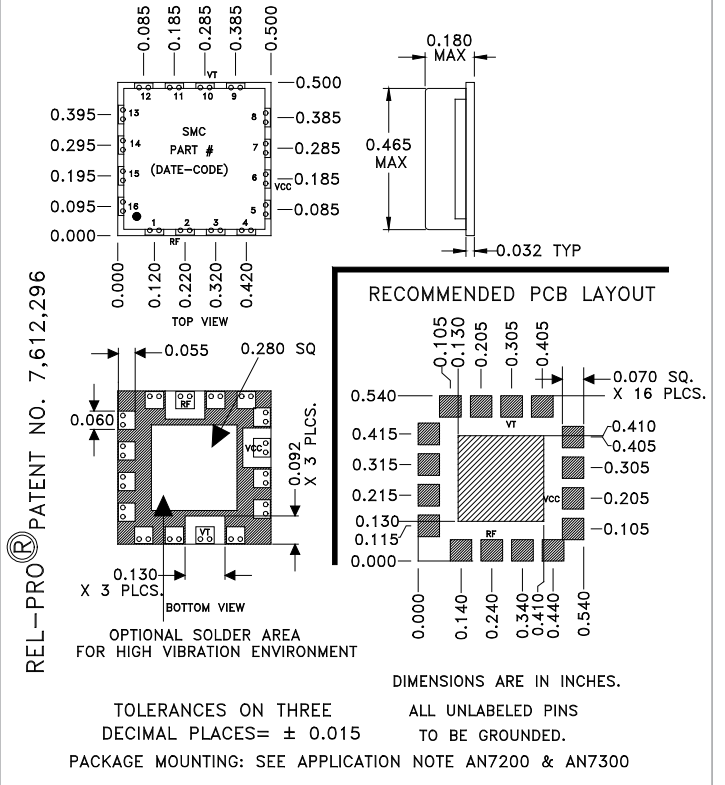 0.085
0.185
0.285
0.385
0.500
VT
12
11
10
9
0.500
0.395
13
8
0.385
SMC
0.295
14
PART #
7
0.285
(DATE-CODE)
0.195
15
6
0.185
VCC
0.095
16
5
0.085
1
2
3
4
0.000
RF
0.000
0.120
0.220
0.320
0.420
TOP VIEW
0.180
MAX
0.465
MAX
0.032 TYP
REL-PRO® PATENT NO. 7,612,296
0.055
0.280 SQ
0.060
RF
VCC
0.092
X 3 PLCS.
VT
0.130
X 3 PLCS.
BOTTOM VIEW
OPTIONAL SOLDER AREA
FOR HIGH VIBRATION ENVIRONMENT
RECOMMENDED PCB LAYOUT
0.105
0.130
0.205
0.305
0.405
0.070 SQ.
X 16 PLCS.
0.540
VT
0.415
0.410
0.405
0.315
0.305
0.215
VCC
0.205
0.130
0.115
RF
0.105
0.000
0.000
0.140
0.240
0.340
0.410
0.440
0.540
DIMENSIONS ARE IN INCHES.
TOLERANCES ON THREE
DECIMAL PLACES= ± 0.015
ALL UNLABELED PINS
TO BE GROUNDED.
PACKAGE MOUNTING: SEE APPLICATION NOTE AN7200 & AN7300